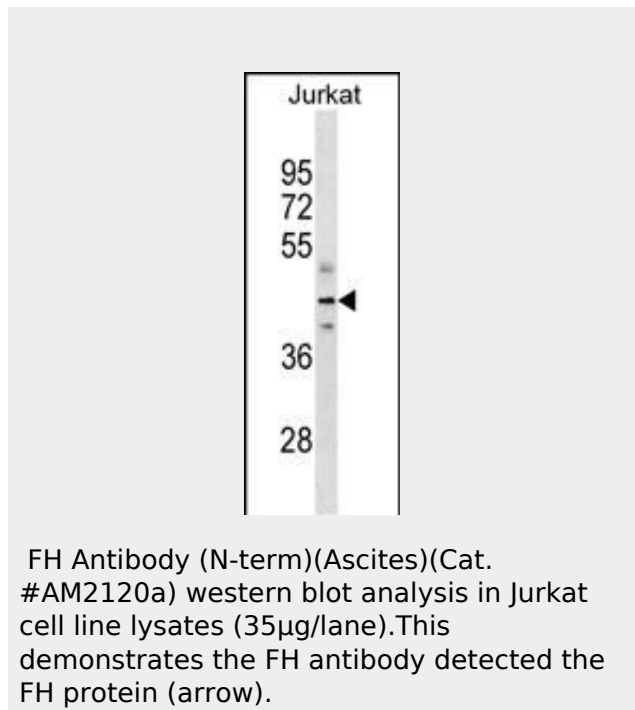 Jurkat
95
72
55
36
28
FH Antibody (N-term)(Ascites)(Cat.
#AM2120a) western blot analysis in Jurkat
cell line lysates (35µg/lane).This
demonstrates the FH antibody detected the
FH protein (arrow).